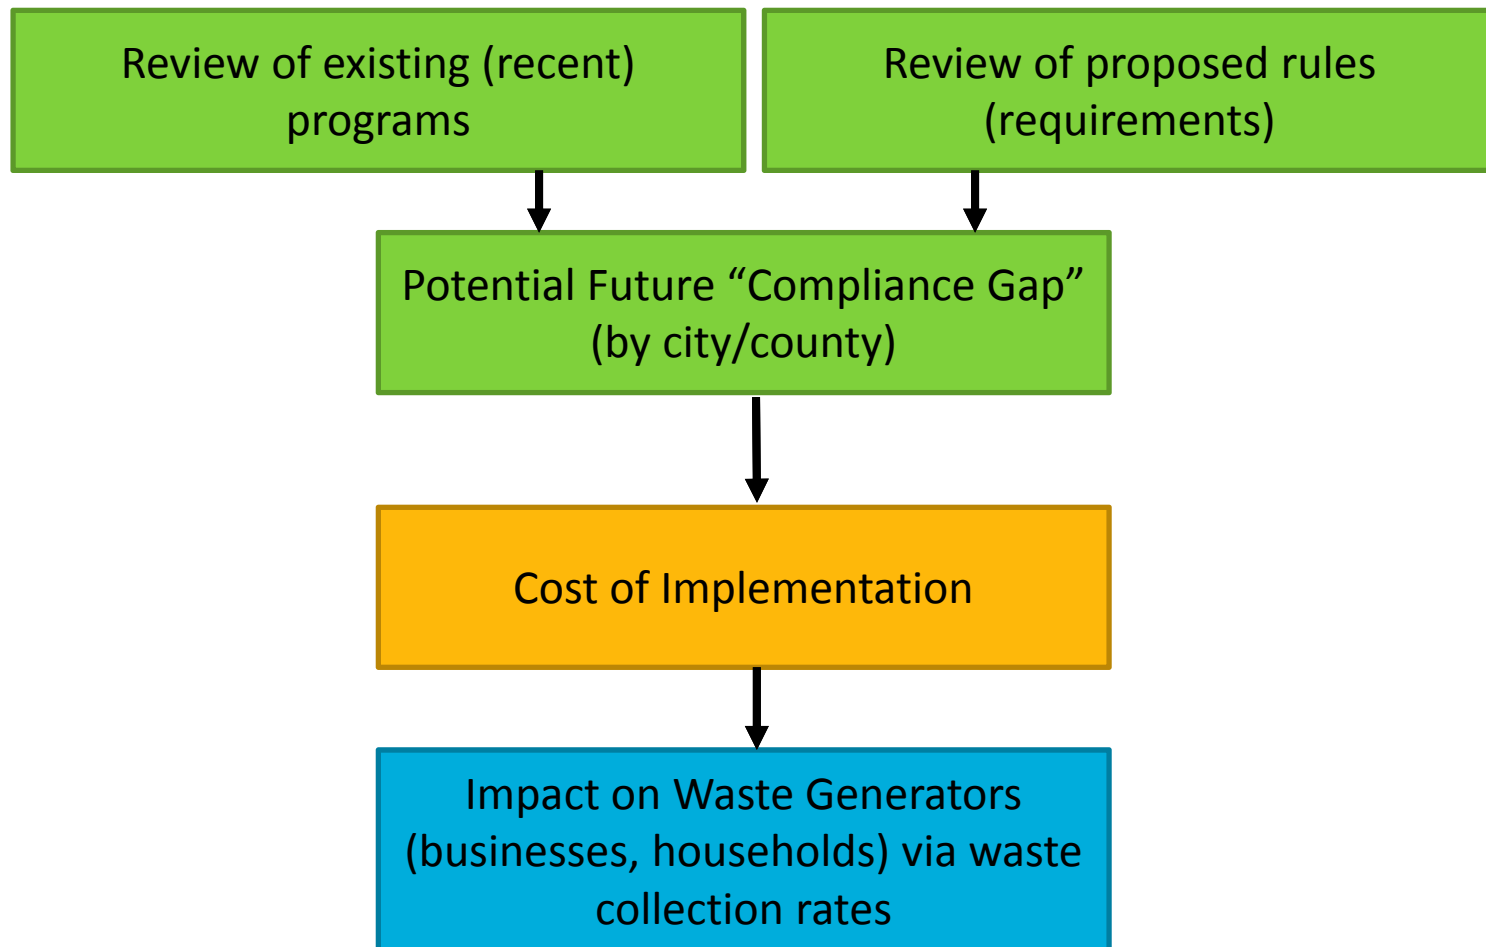 Review of existing (recent)
programs
Review of proposed rules
(requirements)
Potential Future “Compliance Gap”
(by city/county)
Cost of Implementation
Impact on Waste Generators
(businesses, households) via waste
collection rates